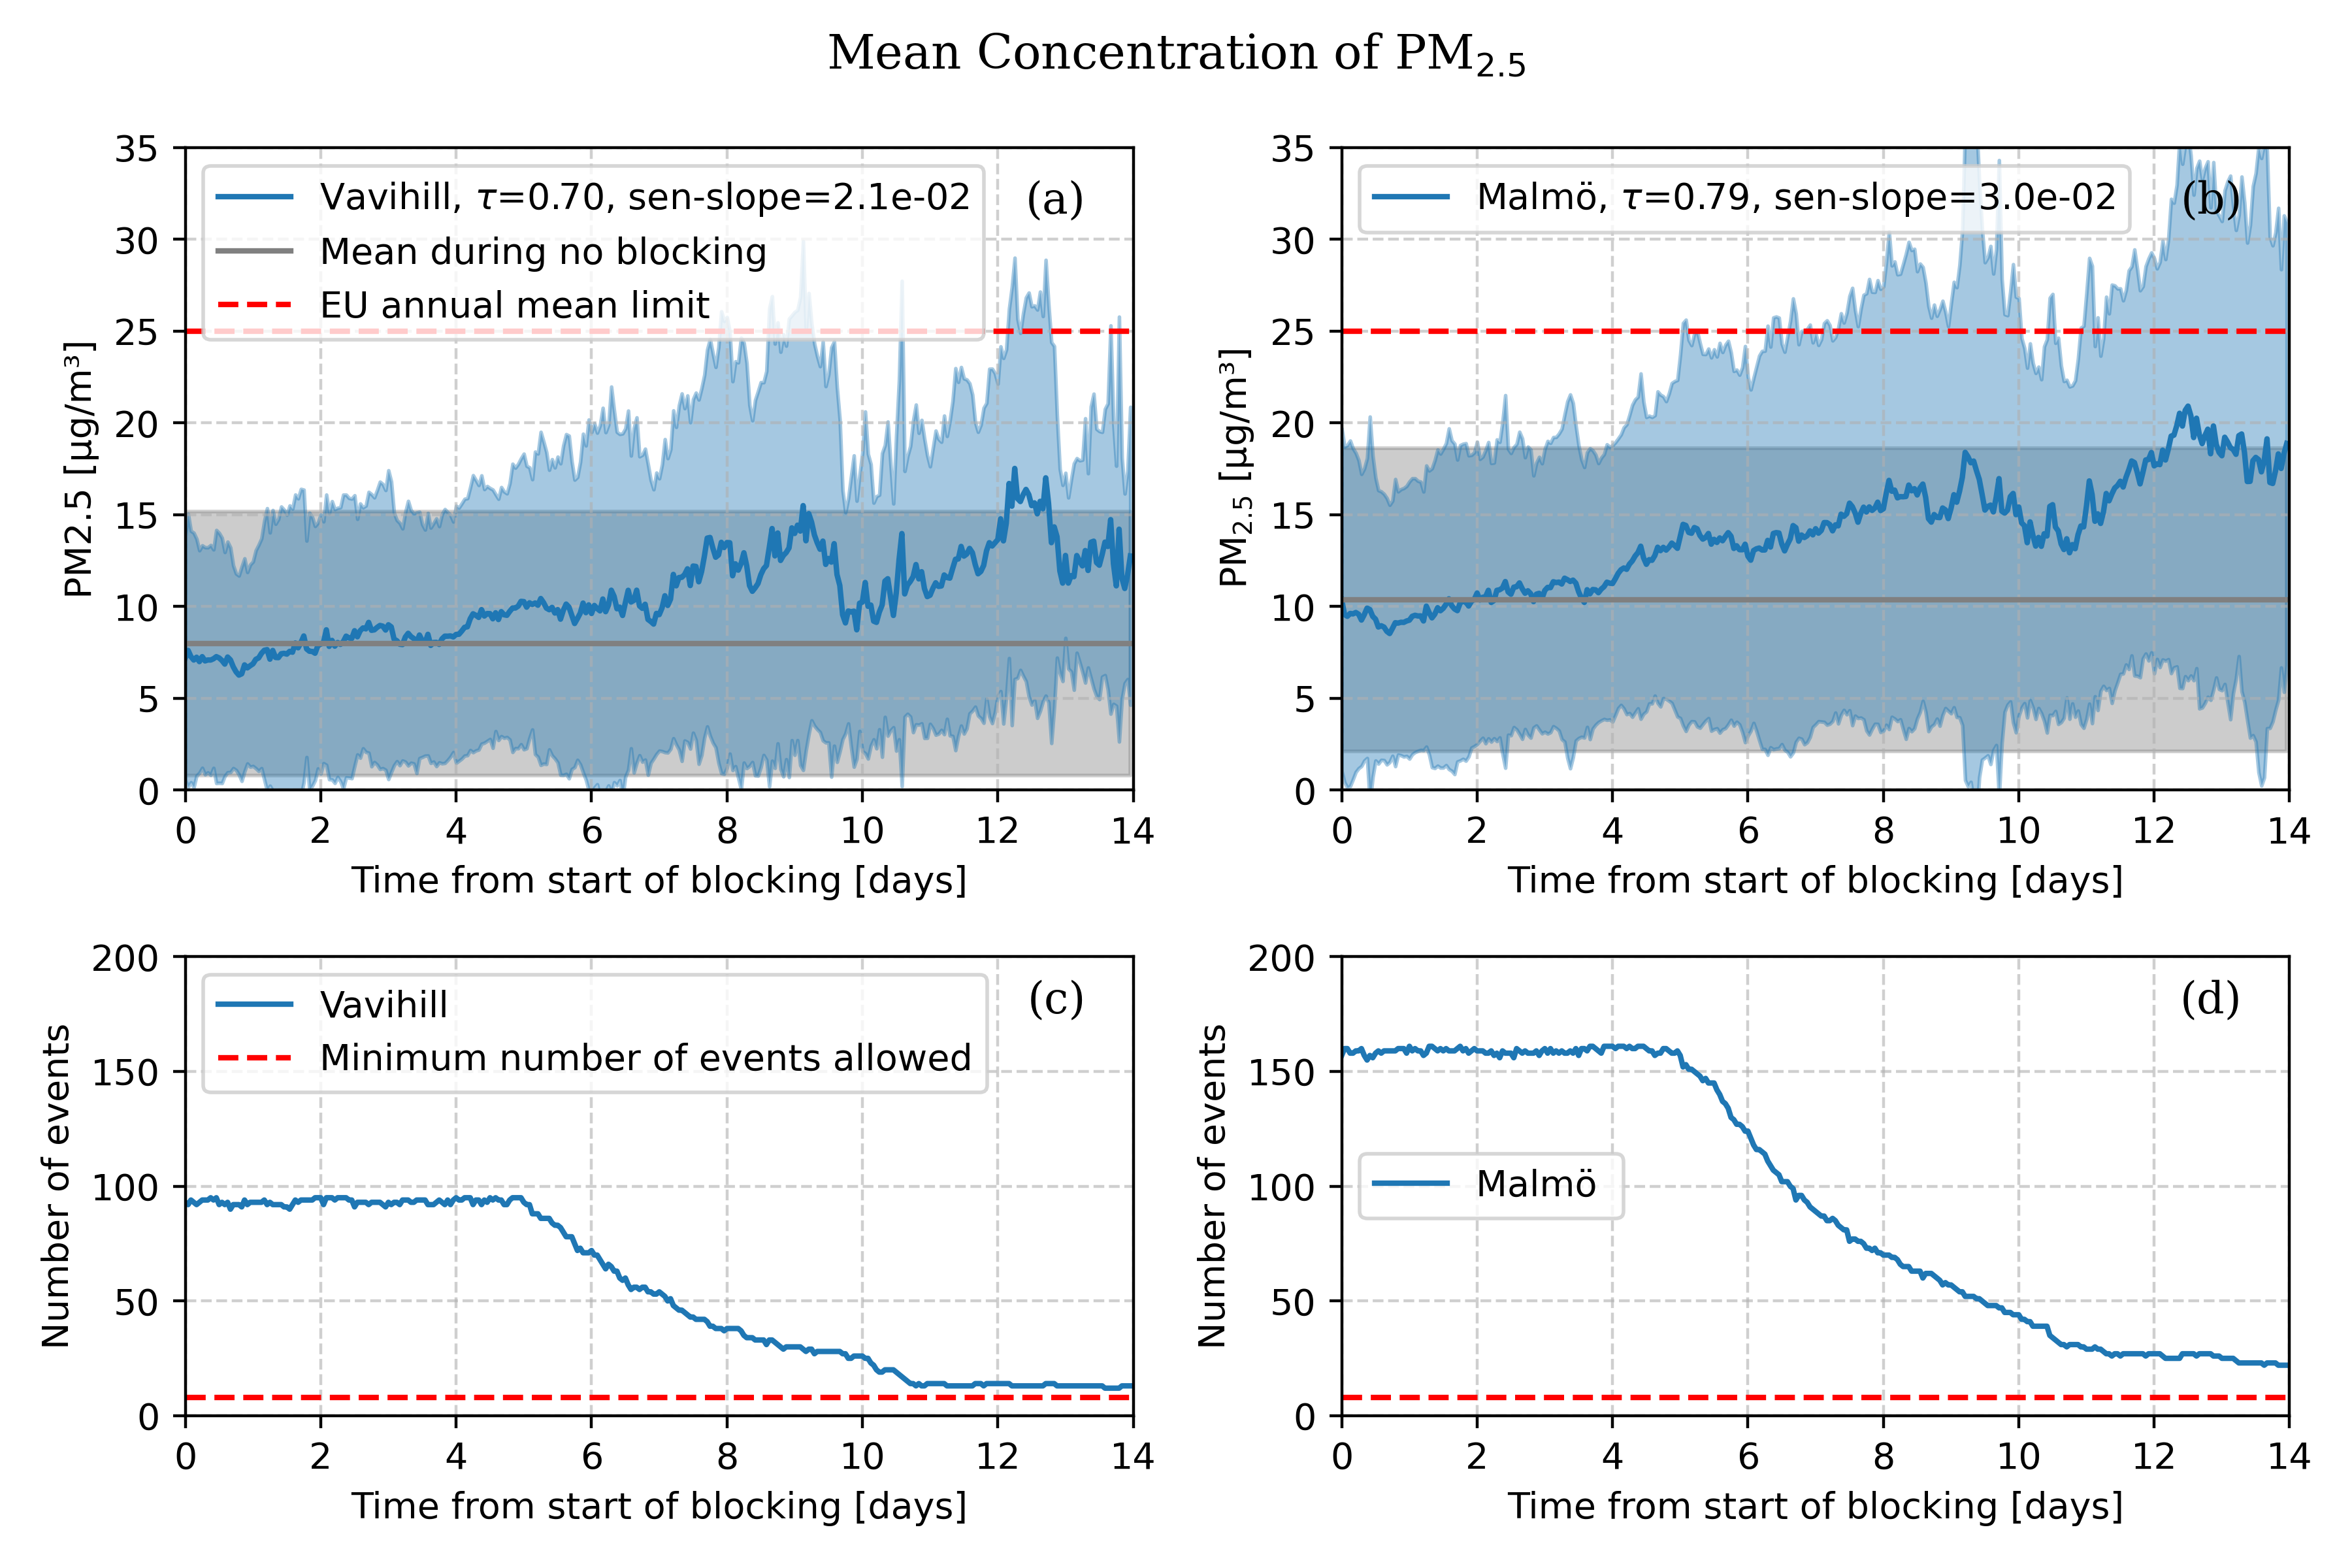 Mean Concentration of PM₂.₅
35
30
25
20
15
10
5
0
PM2.5 [µg/m³]
Vavihill, τ=0.70, sen-slope=2.1e-02
Mean during no blocking
EU annual mean limit
(a)
0 2 4 6 8 10 12 14
Time from start of blocking [days]
35
30
25
20
15
10
5
0
PM₂.₅ [µg/m³]
Malmö, τ=0.79, sen-slope=3.0e-02
(b)
0 2 4 6 8 10 12 14
Time from start of blocking [days]
200
150
100
50
0
Number of events
Vavihill
Minimum number of events allowed
(c)
0 2 4 6 8 10 12 14
Time from start of blocking [days]
200
150
100
50
0
Number of events
(d)
Malmö
0 2 4 6 8 10 12 14
Time from start of blocking [days]